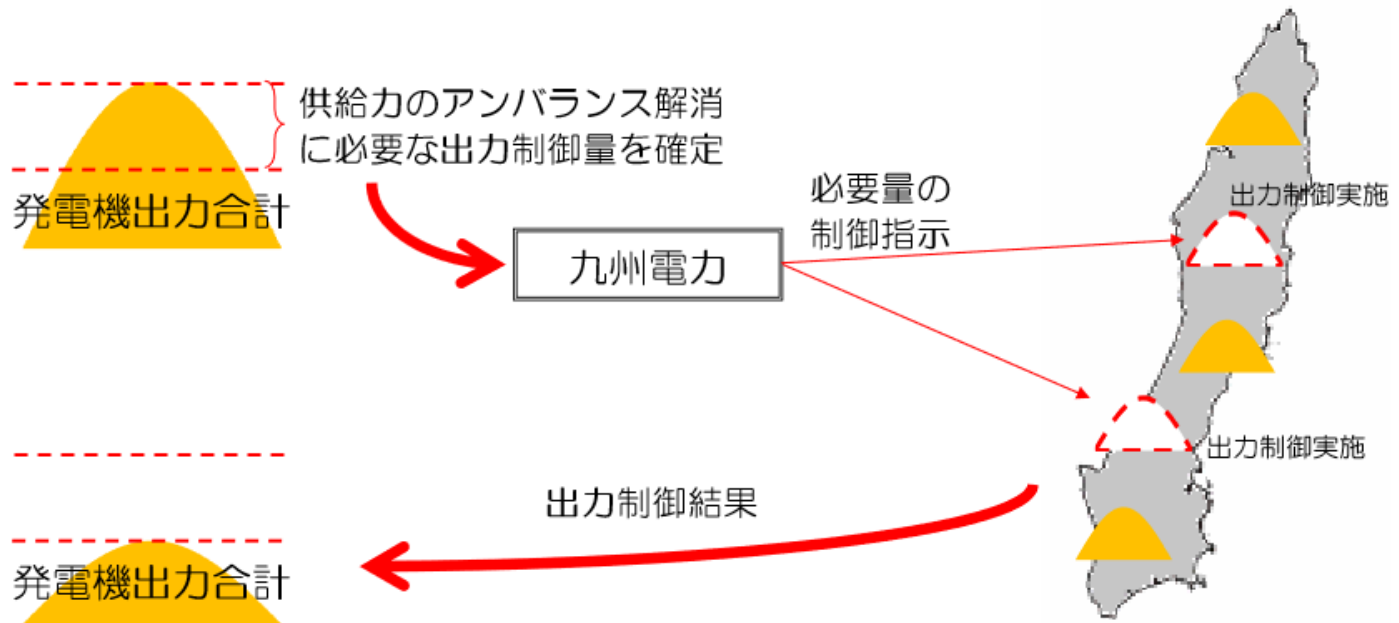 供給力のアンバランス解消
に必要な出力制御量を確定
発電機出力合計
九州電力
必要量の
制御指示
出力制御実施
出力制御実施
出力制御結果
発電機出力合計